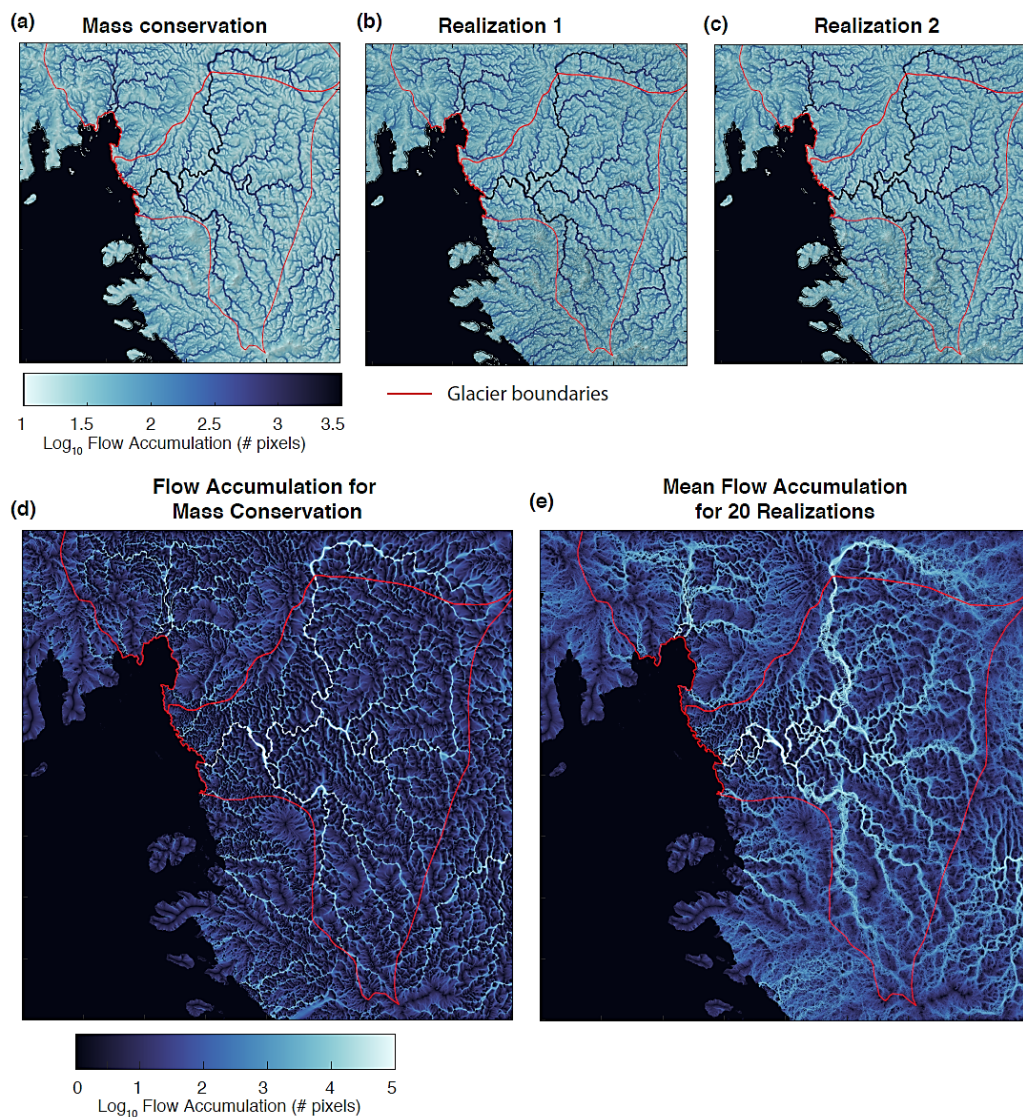 (a) Mass conservation
(b) Realization 1
(c) Realization 2
1 1.5 2 2.5 3 3.5
Log10 Flow Accumulation (# pixels)
Glacier boundaries
(d) Flow Accumulation for
Mass Conservation
(e) Mean Flow Accumulation
for 20 Realizations
0 1 2 3 4 5
Log10 Flow Accumulation (# pixels)